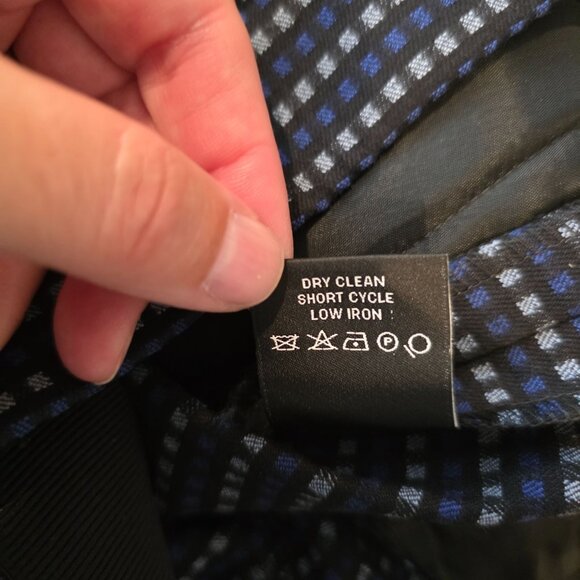 DRY CLEAN
SHORT CYCLE
LOW IRON
P